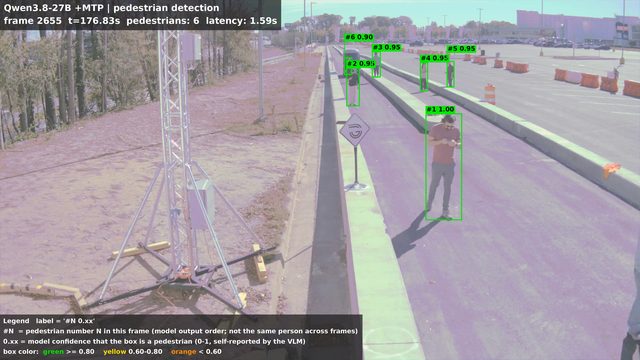 Qwen3.8-27B +MTP | pedestrian detection
frame 2655 t=176.83s pedestrians: 6 latency: 1.59s
#6 0.90
#3 0.95
#5 0.95
#4 0.95
#2 0.95
#1 1.00
Legend label = '#N 0.xx'
#N = pedestrian number N in this frame (model output order; not the same person across frames)
0.xx = model confidence that the box is a pedestrian (0-1, self-reported by the VLM)
box color: green >= 0.80 yellow 0.60-0.80 orange < 0.60